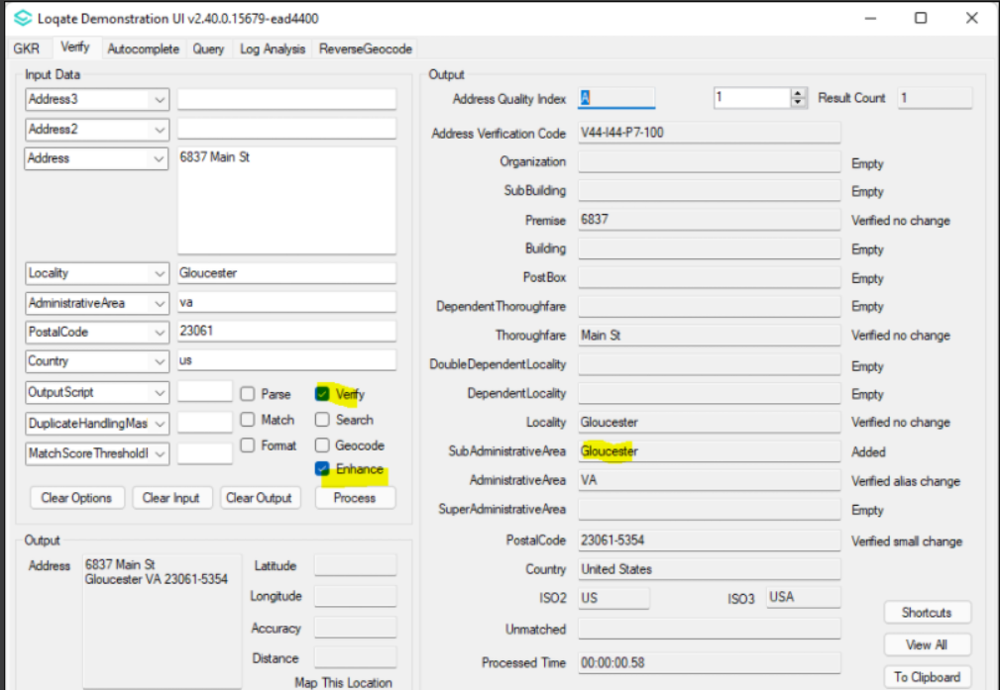 Loqate Demonstration UI v2.40.0.15679-ead4400
GKR Verify Autocomplete Query Log Analysis ReverseGeocode
Input Data
Address3
Address2
Address 6837 Main St
Locality Gloucester
AdministrativeArea va
PostalCode 23061
Country us
OutputScript Parse Verify
DuplicateHandlingMas Match Search
MatchScoreThresholdI Format Geocode
Enhance
Clear Options Clear Input Clear Output Process
Output
Address 6837 Main St
Gloucester VA 23061-5354
Latitude
Longitude
Accuracy
Distance
Map This Location
Output
Address Quality Index A 1 Result Count 1
Address Verification Code V44-I44-P7-100
Organization Empty
SubBuilding Empty
Premise 6837 Verified no change
Building Empty
PostBox Empty
DependentThoroughfare Empty
Thoroughfare Main St Verified no change
DoubleDependentLocality Empty
DependentLocality Empty
Locality Gloucester Verified no change
SubAdministrativeArea Gloucester Added
AdministrativeArea VA Verified alias change
SuperAdministrativeArea Empty
PostalCode 23061-5354 Verified small change
Country United States
ISO2 US ISO3 USA
Unmatched
Processed Time 00:00:00.58
Shortcuts
View All
To Clipboard